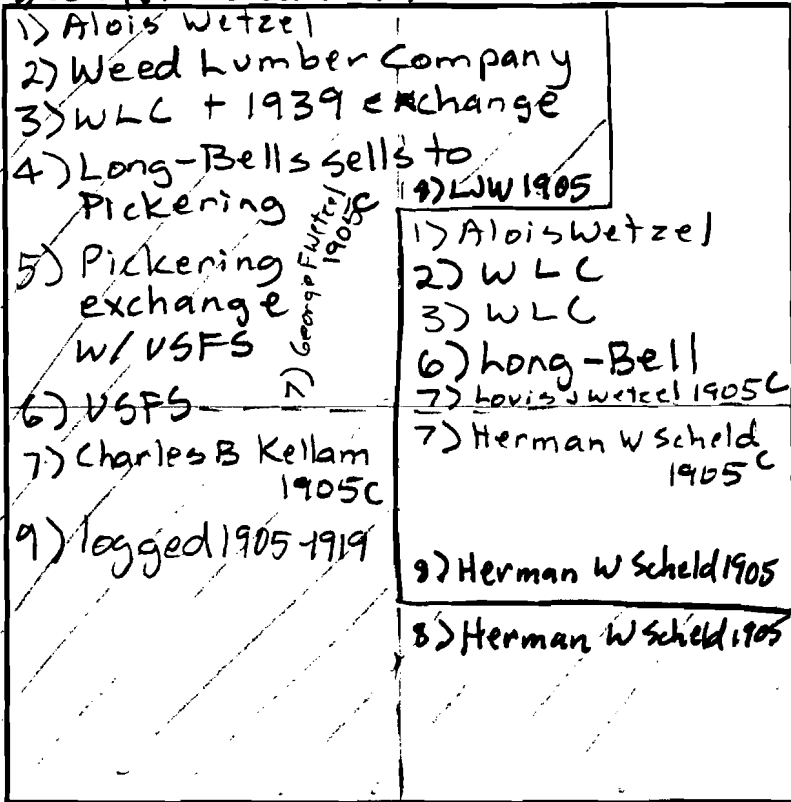 1) Alois Wetzel
2) Weed Lumber Company
3) WLC + 1939 exchange
4) Long-Bells sells to
Pickering
5) Pickering
exchange
w/ USFS
7) George F Wetzel
1905C
6) USFS
7) Charles B Kellam
1905C
9) logged 1905-1919
8) LJW 1905
1) Alois Wetzel
2) WLC
3) WLC
6) Long-Bell
7) Louis J Wetzel 1905C
7) Herman W Scheld
1905C
8) Herman W Scheld 1905
8) Herman W Scheld 1905